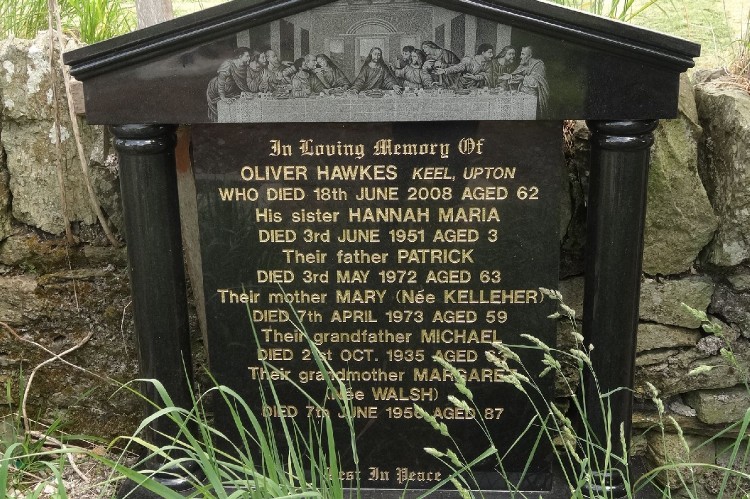 In Loving Memory Of
OLIVER HAWKES KEEL, UPTON
WHO DIED 18th JUNE 2008 AGED 62
His sister HANNAH MARIA
DIED 3rd JUNE 1951 AGED 3
Their father PATRICK
DIED 3rd MAY 1972 AGED 63
Their mother MARY (Née KELLEHER)
DIED 7th APRIL 1973 AGED 59
Their grandfather MICHAEL
DIED 21st OCT. 1935 AGED
Their grandmother MARGARET
(Née WALSH)
DIED 7th JUNE AGED 87
Rest In Peace